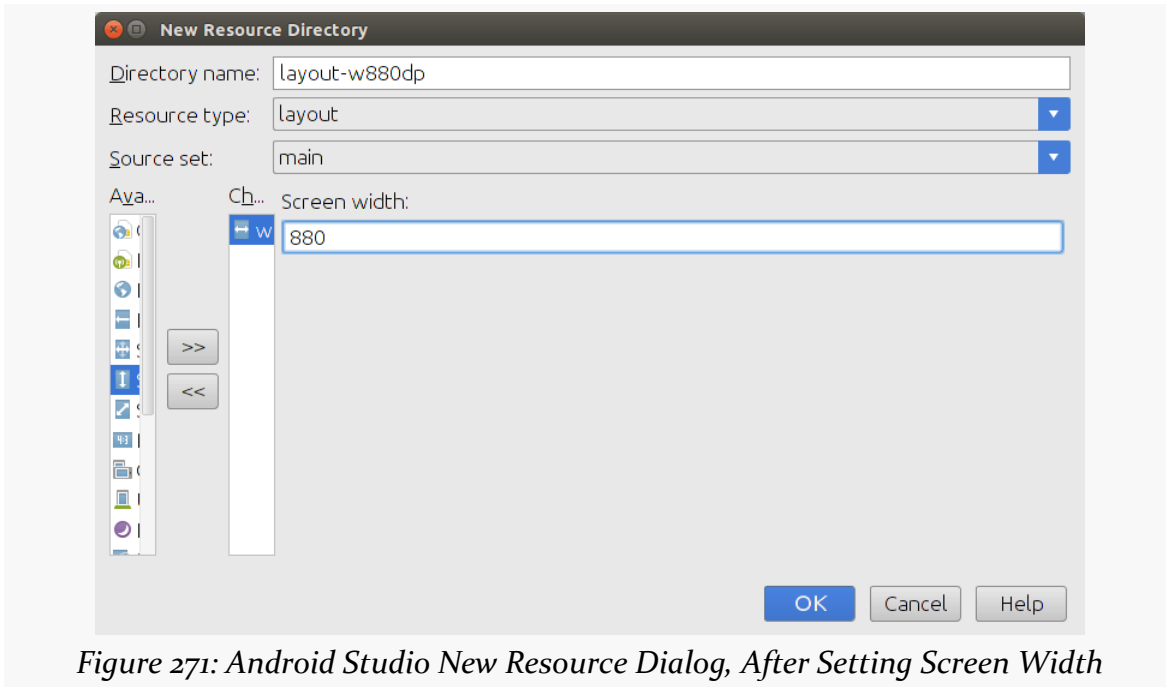 New Resource Directory
Directory name: layout-w880dp
Resource type: layout
Source set: main
Ava... Ch... Screen width:
w 880
>>
<<
OK Cancel Help
Figure 271: Android Studio New Resource Dialog, After Setting Screen Width